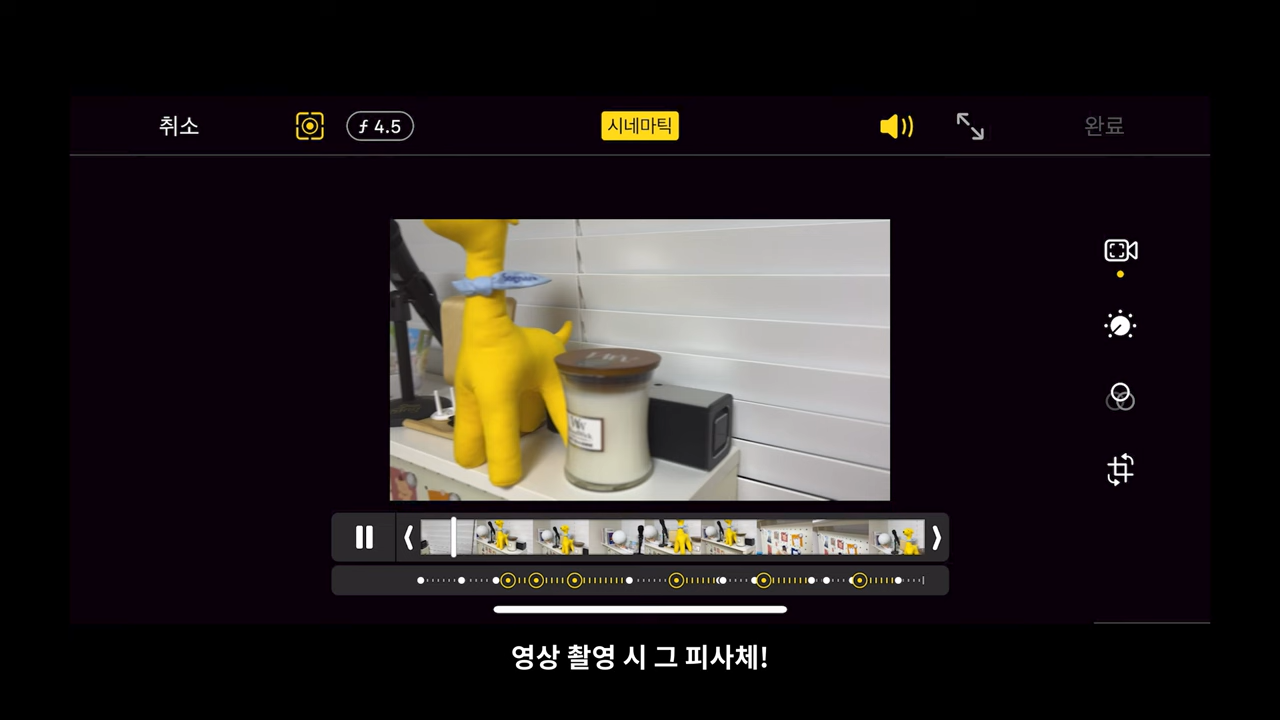 취소
ƒ 4.5
시네마틱
완료
영상 촬영 시 그 피사체!